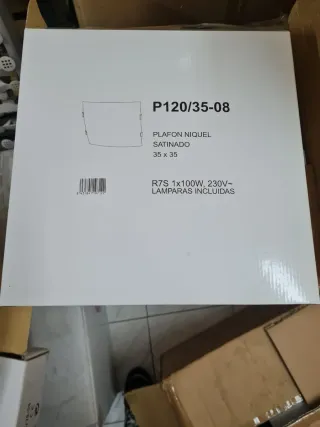 P120/35-08
PLAFON NIQUEL
SATINADO
35 x 35
R7S 1x100W, 230V~
LAMPARAS INCLUIDAS